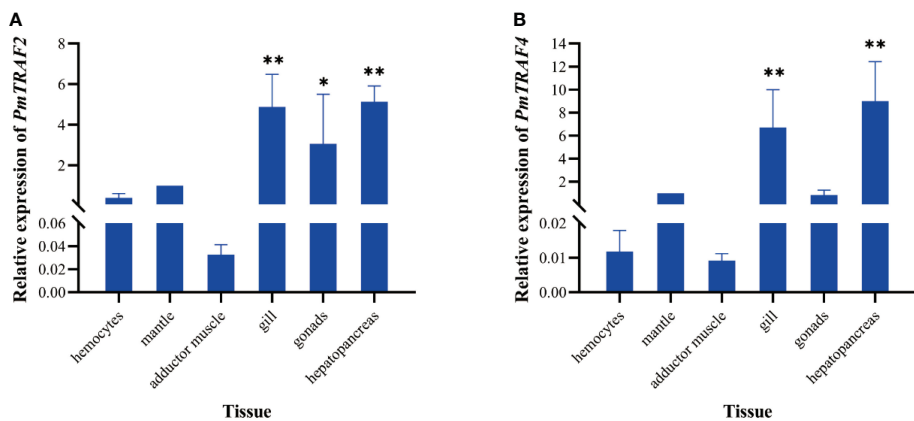 A
Relative expression of PmTRAF2
8
6
4
2
0.06
0.04
0.02
0.00
**
*
**
hemocytes
mantle
adductor muscle
gill
gonads
hepatopancreas
Tissue
B
Relative expression of PmTRAF4
14
12
10
8
6
4
2
0.02
0.01
0.00
**
**
hemocytes
mantle
adductor muscle
gill
gonads
hepatopancreas
Tissue